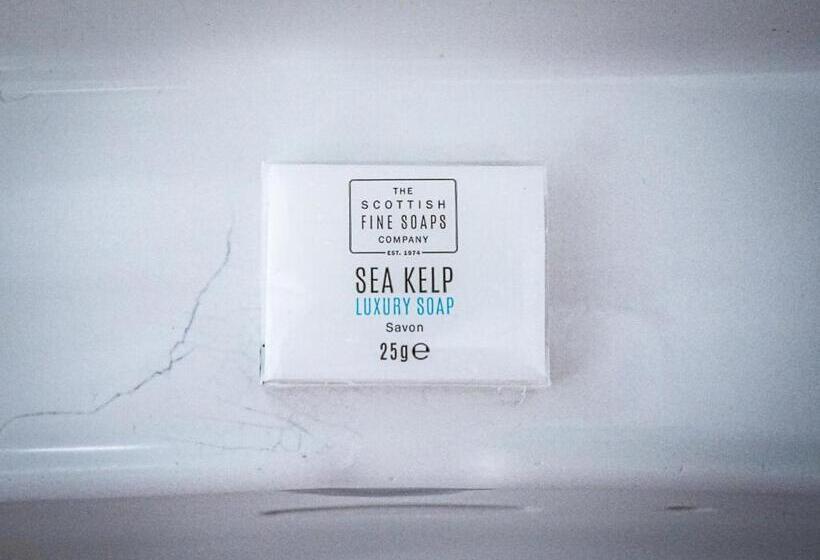 THE
SCOTTISH
FINE SOAPS
COMPANY
EST. 1974
SEA KELP
LUXURY SOAP
Savon
25g℮